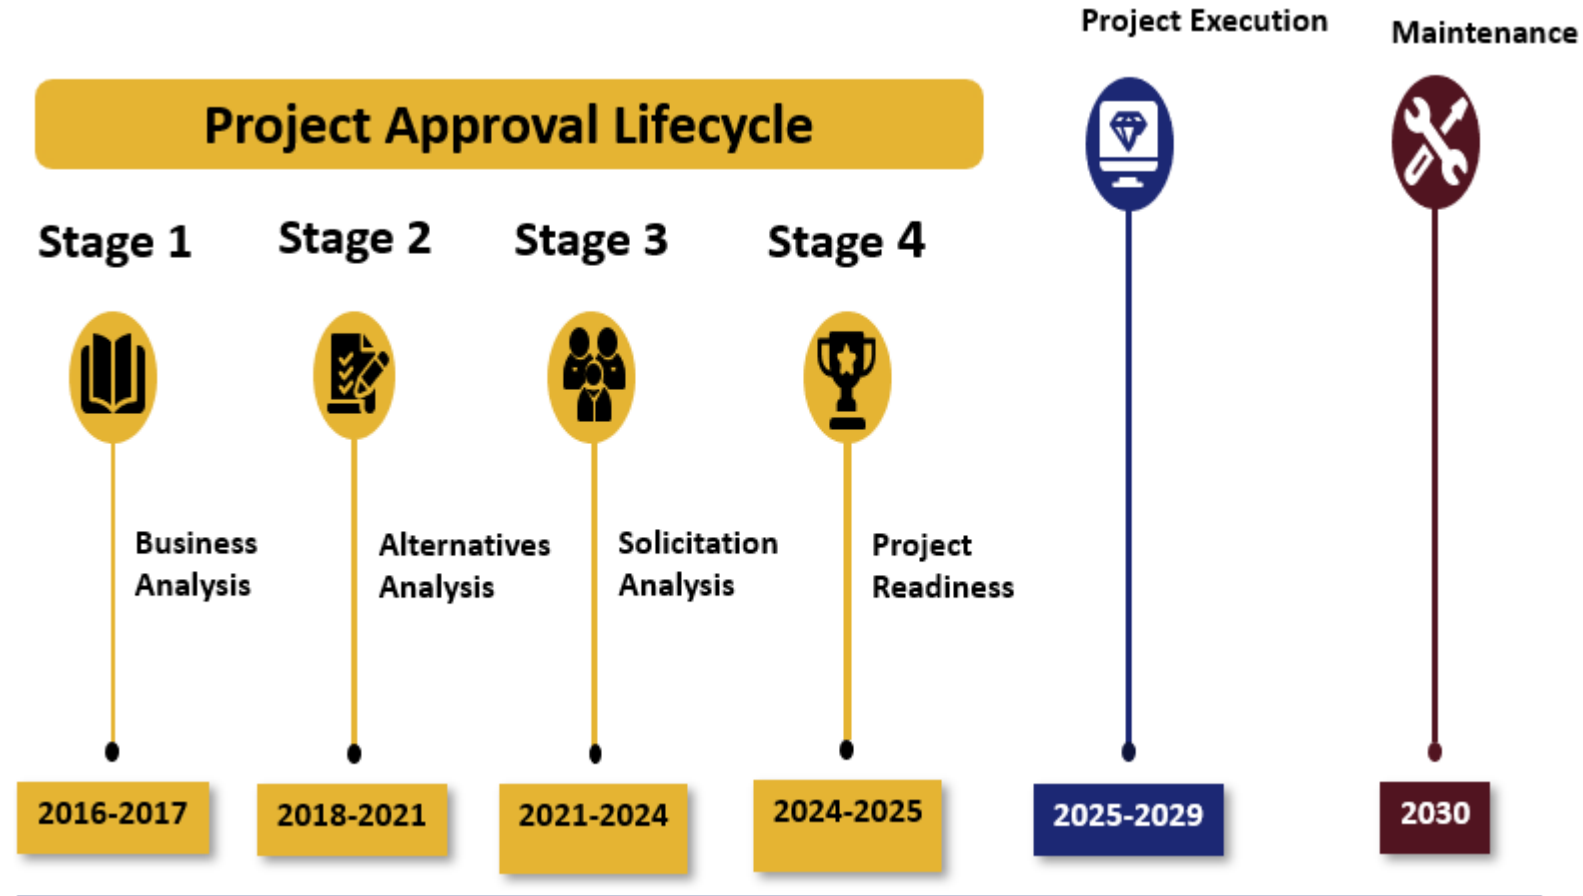 Project Execution
Maintenance
Project Approval Lifecycle
Stage 1
Stage 2
Stage 3
Stage 4
Business
Analysis
Alternatives
Analysis
Solicitation
Analysis
Project
Readiness
2016-2017
2018-2021
2021-2024
2024-2025
2025-2029
2030